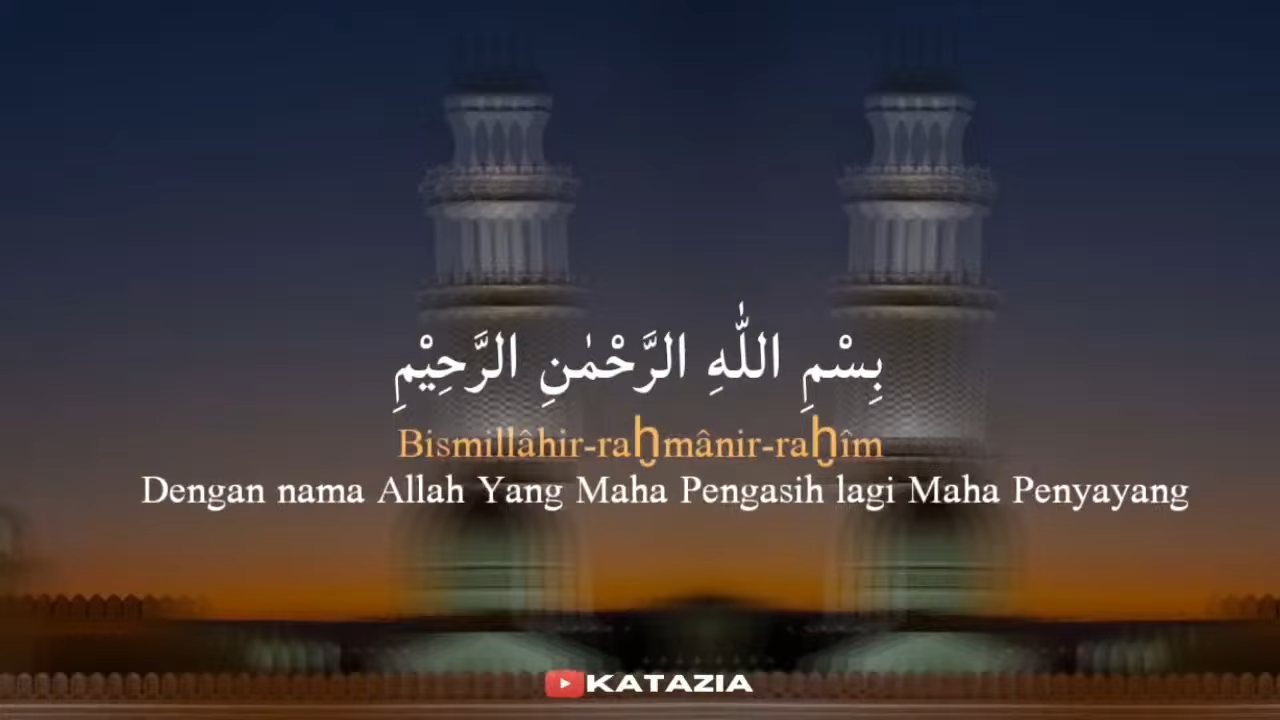 بِسْمِ اللّٰهِ الرَّحْمٰنِ الرَّحِيْمِ
Bismillâhir-raḫmânir-raḫîm
Dengan nama Allah Yang Maha Pengasih lagi Maha Penyayang
KATAZIA